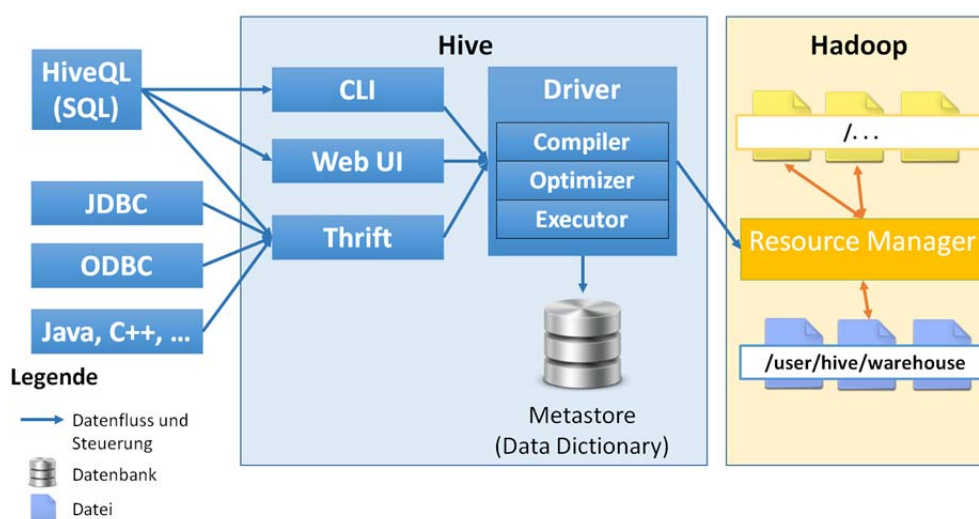 Hive
Hadoop
HiveQL
(SQL)
JDBC
ODBC
Java, C++, ...
CLI
Web UI
Thrift
Driver
Compiler
Optimizer
Executor
Metastore
(Data Dictionary)
/...
Resource Manager
/user/hive/warehouse
Legende
Datenfluss und
Steuerung
Datenbank
Datei